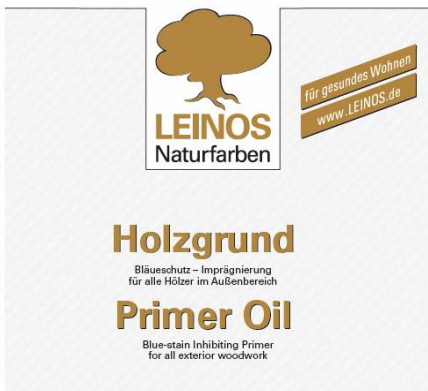 LEINOS
Naturfarben
für gesundes Wohnen
www.LEINOS.de
Holzgrund
Bläueschutz – Imprägnierung
für alle Hölzer im Außenbereich
Primer Oil
Blue-stain Inhibiting Primer
for all exterior woodwork